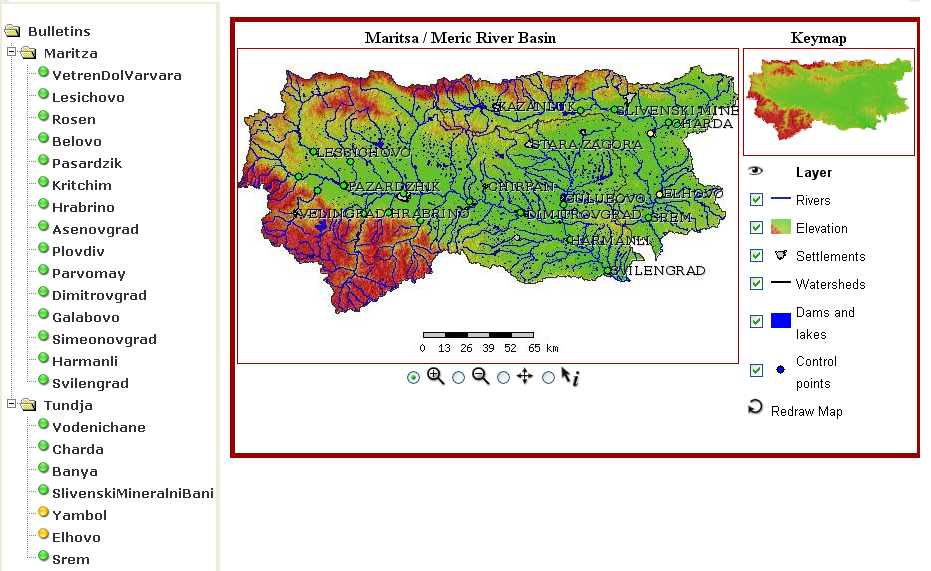 Bulletins
Maritza
VetrenDolVarvara
Lesichovo
Rosen
Belovo
Pasardzik
Kritchim
Hrabrino
Asenovgrad
Plovdiv
Parvomay
Dimitrovgrad
Galabovo
Simeonovgrad
Harmanli
Svilengrad
Tundja
Vodenichane
Charda
Banya
SlivenskiMineralniBani
Yambol
Elhovo
Srem
Maritsa / Meric River Basin
KAZANLUK
SLIVENSKI MINE
CHARDA
STARA ZAGORA
LESSICHOVO
PAZARDZHIK
CHIRPAN
GULUBOVO
ELHOVO
VELINGRAD
HRABRINO
DIMITROVGRAD
SREM
HARMANLI
SVILENGRAD
0 13 26 39 52 65 km
Keymap
Layer
Rivers
Elevation
Settlements
Watersheds
Dams and
lakes
Control
points
Redraw Map